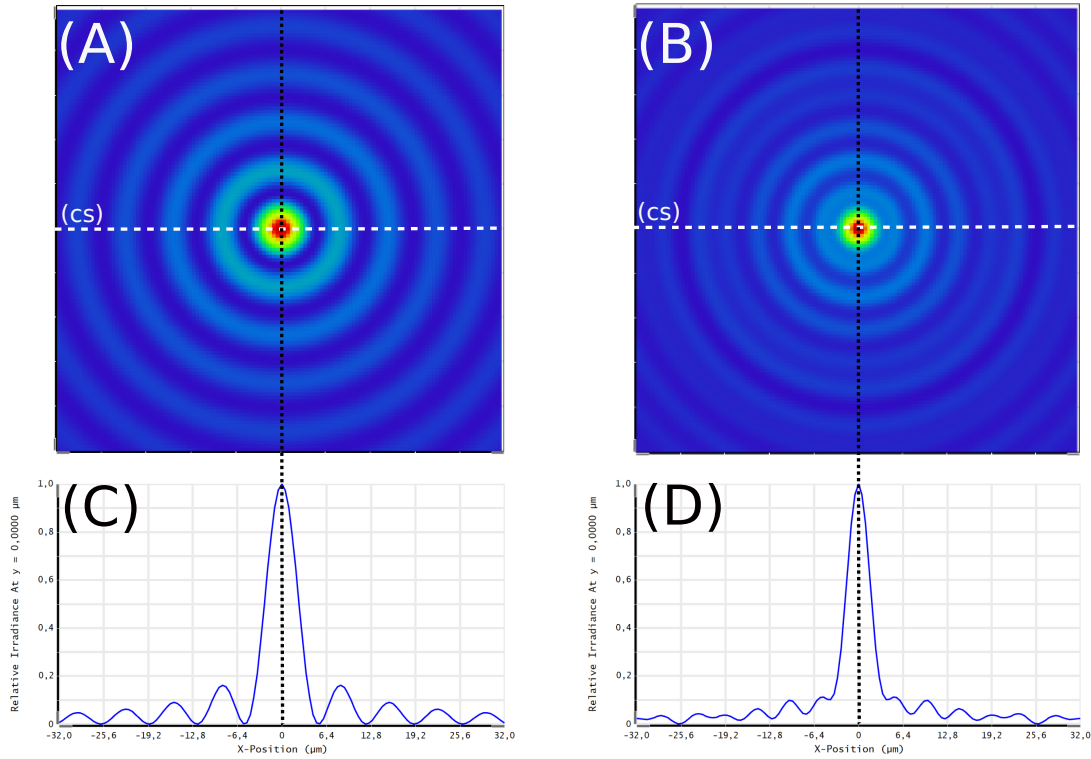 (A)
(B)
(cs)
(cs)
(C)
Relative Irradiance At y = 0,0000 µm
1,0
0,8
0,6
0,4
0,2
0
-32,0 -25,6 -19,2 -12,8 -6,4 0 6,4 12,8 19,2 25,6 32,0
X-Position (µm)
(D)
Relative Irradiance At y = 0,0000 µm
1,0
0,8
0,6
0,4
0,2
0
-32,0 -25,6 -19,2 -12,8 -6,4 0 6,4 12,8 19,2 25,6 32,0
X-Position (µm)